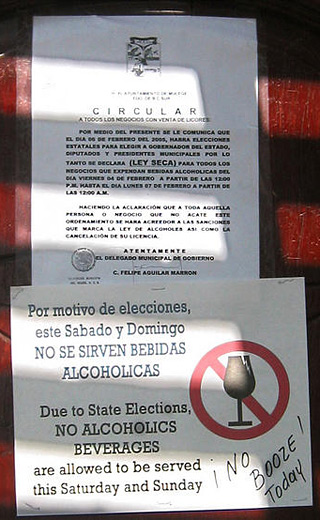 H. AYUNTAMIENTO DE MULEGE
C I R C U L A R
A TODOS LOS NEGOCIOS CON VENTA DE LICORES:
POR MEDIO DEL PRESENTE SE LE COMUNICA QUE
EL DIA 06 DE FEBRERO DEL 2005, HABRA ELECCIONES
ESTATALES PARA ELEGIR A GOBERNADOR DEL ESTADO,
DIPUTADOS Y PRESIDENTES MUNICIPALES POR LO
TANTO SE DECLARA (LEY SECA) PARA TODOS LOS
NEGOCIOS QUE EXPENDAN BEBIDAS ALCOHOLICAS DEL
DIA VIERNES 04 DE FEBRERO A PARTIR DE LAS 12:00
P.M. HASTA EL DIA LUNES 07 DE FEBRERO A PARTIR DE
LAS 12:00 A.M.
HACIENDO LA ACLARACIÓN QUE A TODA AQUELLA
PERSONA O NEGOCIO QUE NO ACATE ESTE
ORDENAMIENTO SE HARA ACREEDOR A LAS SANCIONES
QUE MARCA LA LEY DE ALCOHOLES ASI COMO LA
CANCELACIÓN DE SU LICENCIA.
A T E N T A M E N T E
EL DELEGADO MUNICIPAL DE GOBIERNO
C. FELIPE AGUILAR MARRON
Por motivo de elecciones,
este Sabado y Domingo
NO SE SIRVEN BEBIDAS
ALCOHOLICAS
Due to State Elections,
NO ALCOHOLICS
BEVERAGES
are allowed to be served
this Saturday and Sunday
¡ NO
BOOZE !
Today